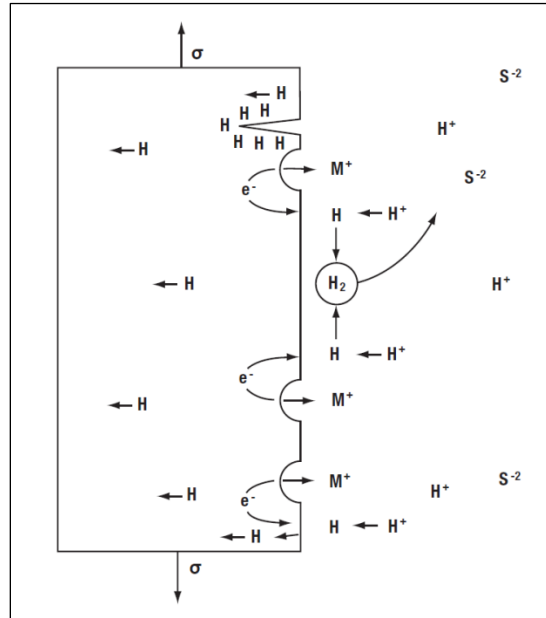 σ
S⁻²
H
H H
H
H⁺
H H H
M⁺
S⁻²
H
e⁻
H H⁺
H H₂ H⁺
H H⁺
e⁻
H M⁺
M⁺ S⁻²
H e⁻ H⁺
H H H⁺
σ